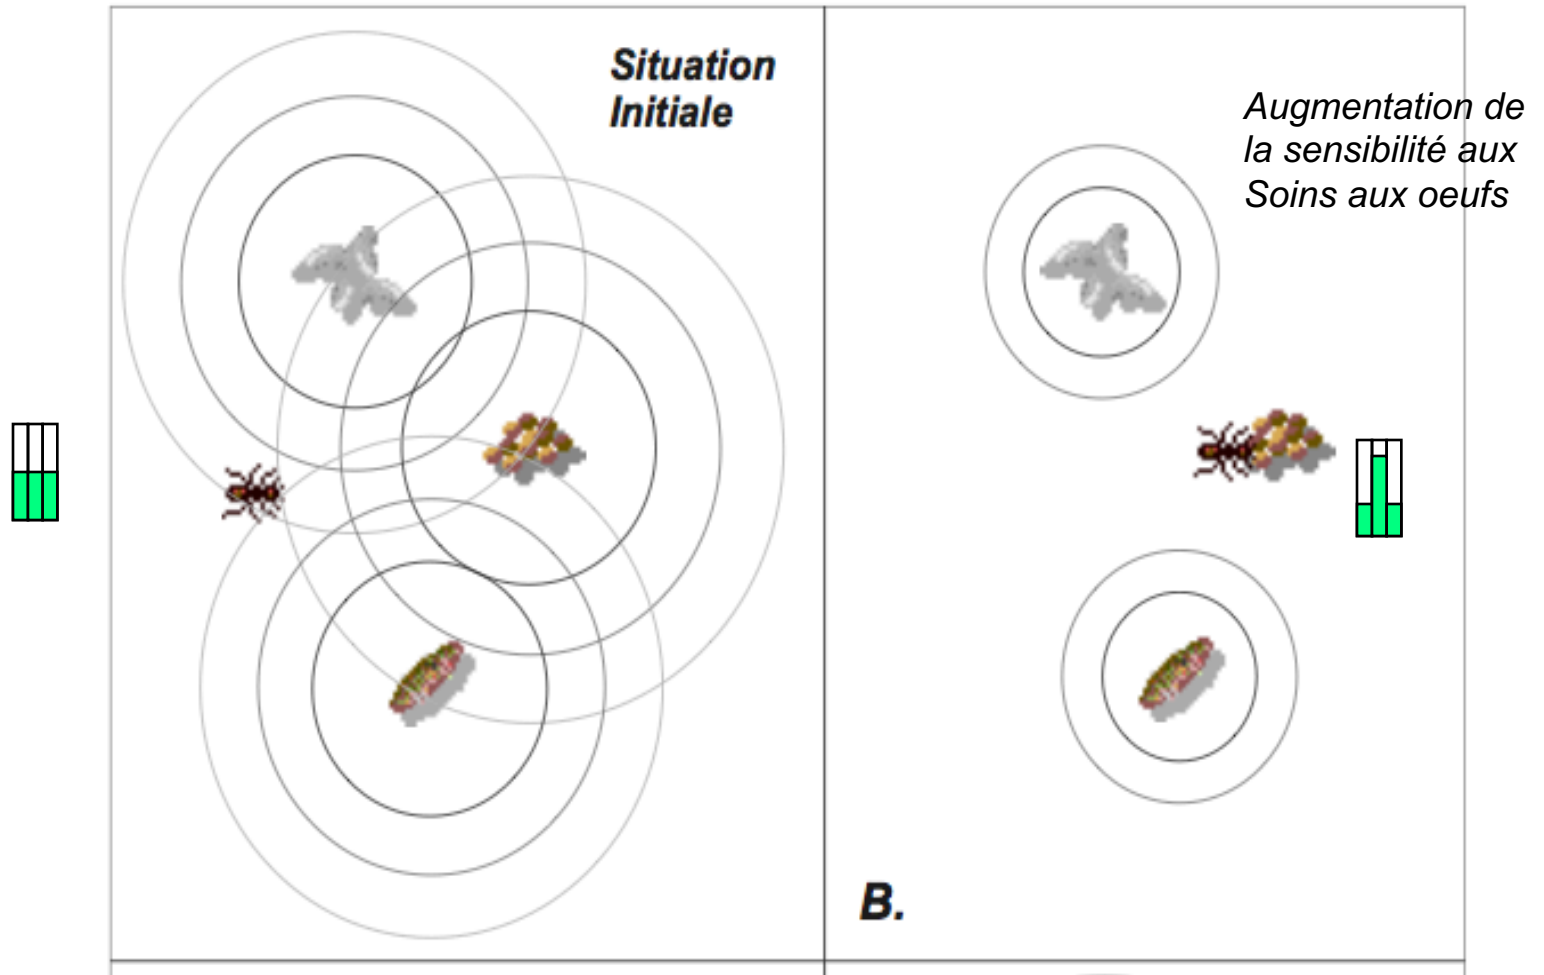 Situation
Initiale
Augmentation de
la sensibilité aux
Soins aux oeufs
B.